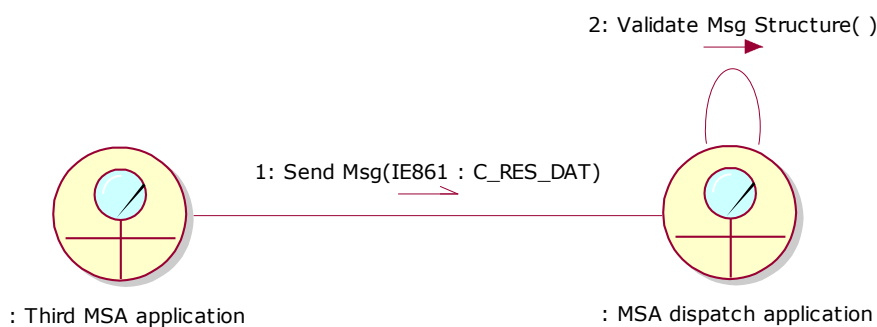 2: Validate Msg Structure( )
1: Send Msg(IE861 : C_RES_DAT)
: Third MSA application
: MSA dispatch application